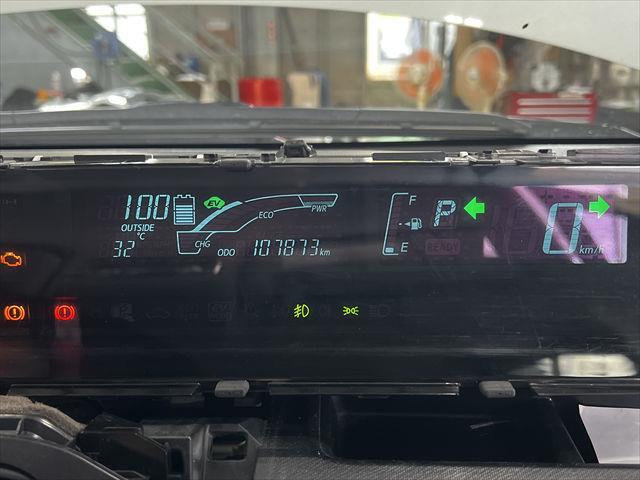 100 EV
OUTSIDE
°C
32
CHG
ECO
PWR
ODO 107873 km
F
E
P
READY
0 km/h